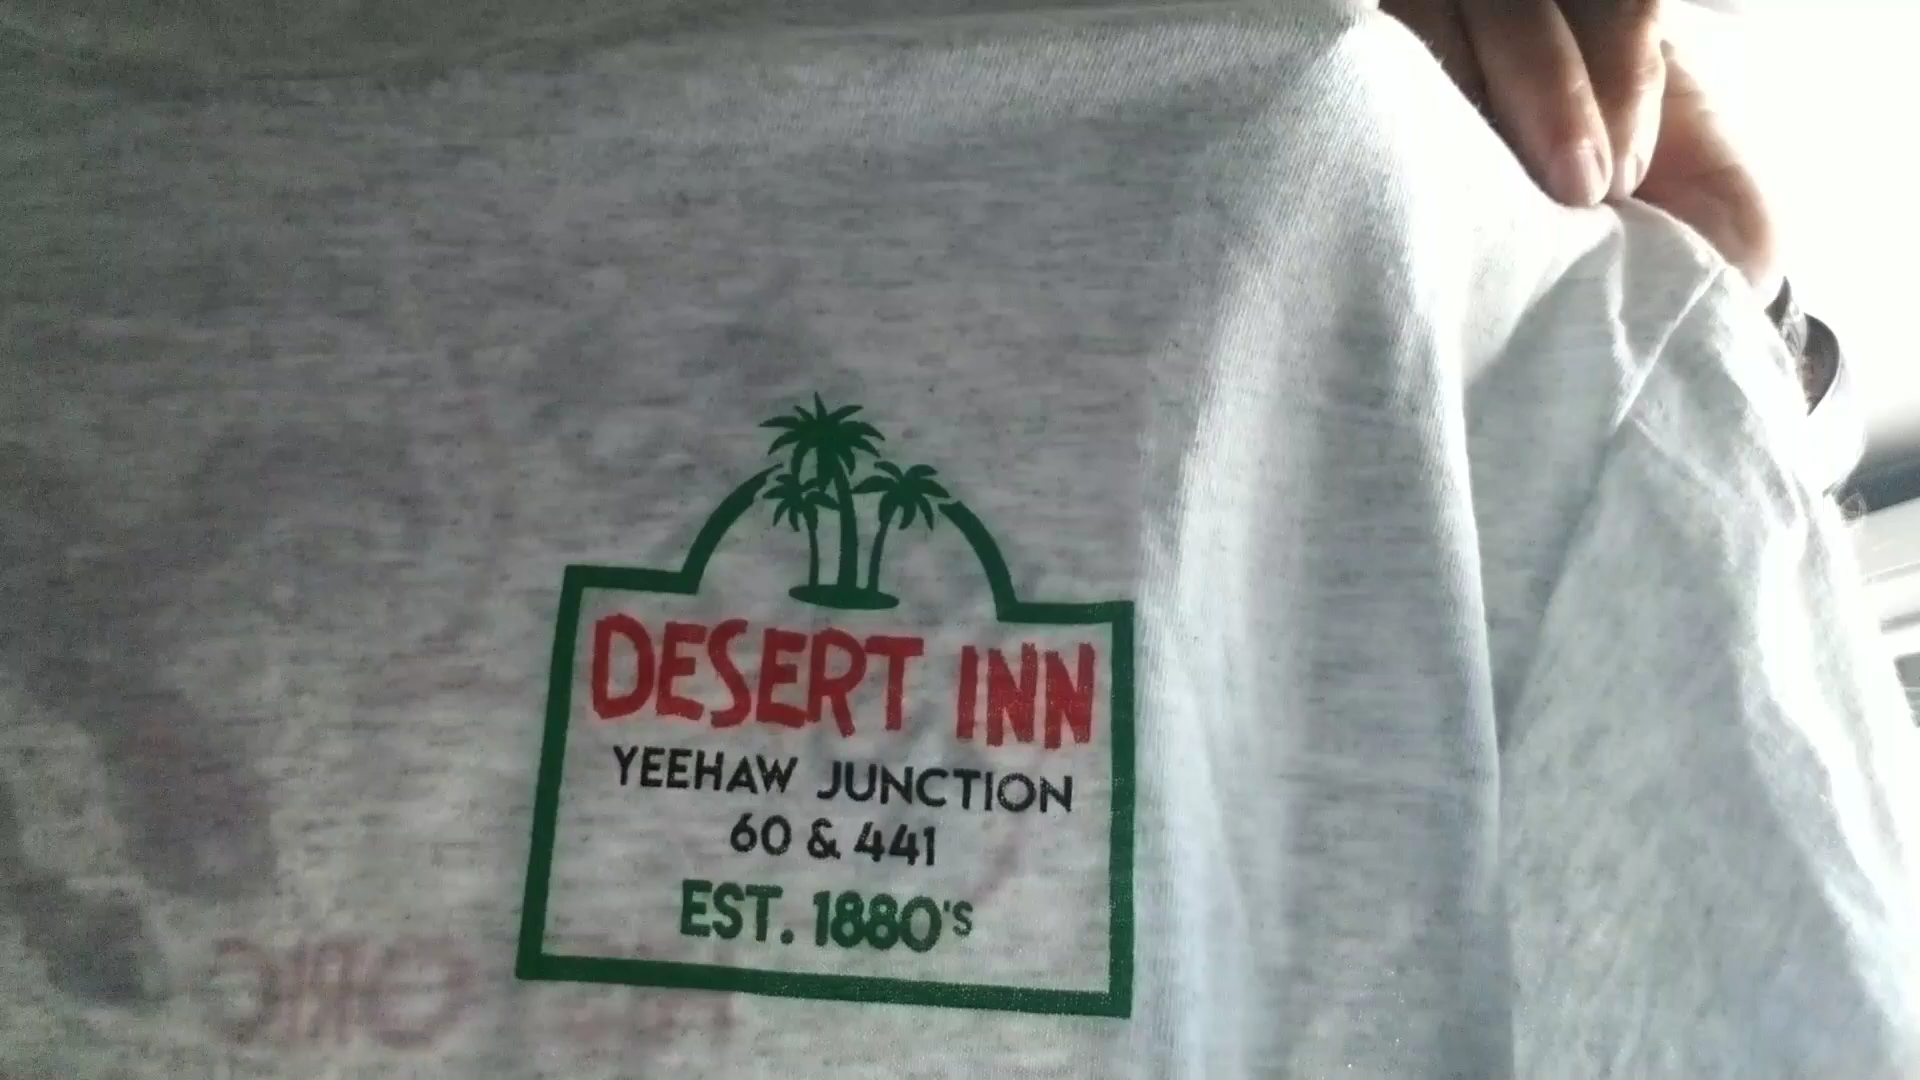 DESERT INN
YEEHAW JUNCTION
60 & 441
EST. 1880'S